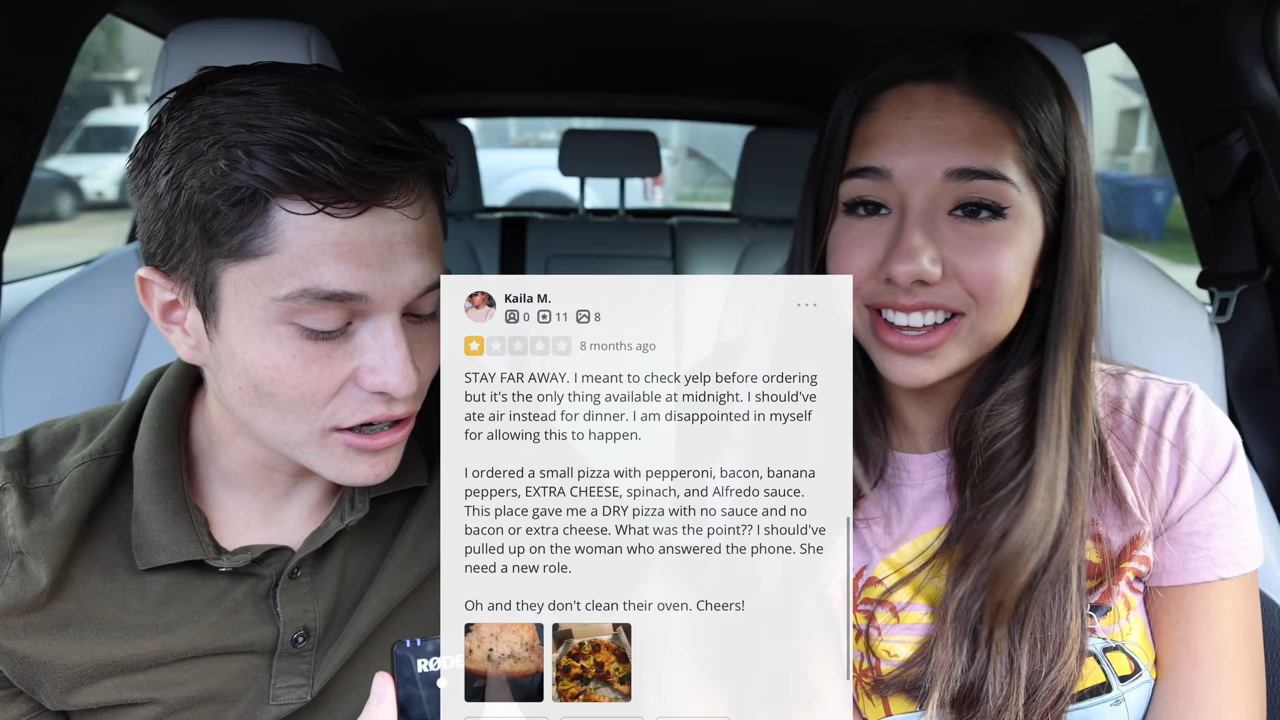 Kaila M.
0 11 8
8 months ago
STAY FAR AWAY. I meant to check yelp before ordering
but it's the only thing available at midnight. I should've
ate air instead for dinner. I am disappointed in myself
for allowing this to happen.
I ordered a small pizza with pepperoni, bacon, banana
peppers, EXTRA CHEESE, spinach, and Alfredo sauce.
This place gave me a DRY pizza with no sauce and no
bacon or extra cheese. What was the point?? I should've
pulled up on the woman who answered the phone. She
need a new role.
Oh and they don't clean their oven. Cheers!
RØDE